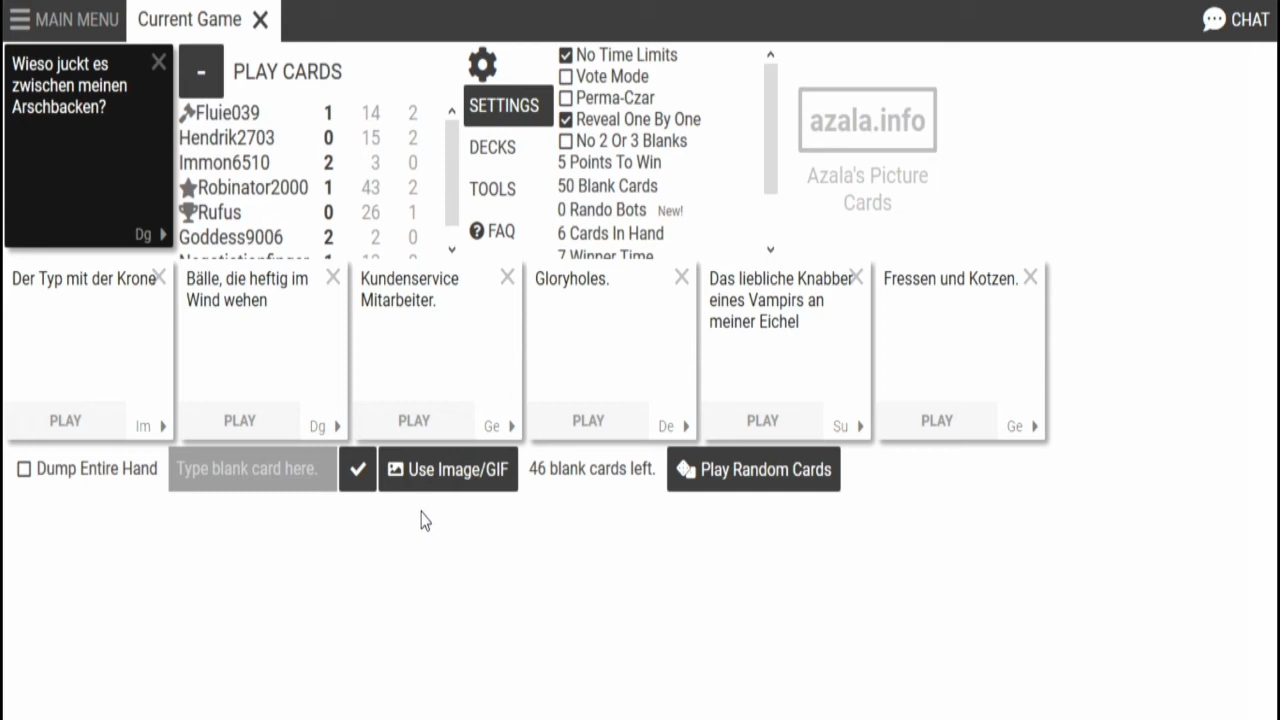 MAIN MENU
Current Game
CHAT
Wieso juckt es
zwischen meinen
Arschbacken?
Dg
-
PLAY CARDS
Fluie039 1 14 2
Hendrik2703 0 15 2
Immon6510 2 3 0
Robinator2000 1 43 2
Rufus 0 26 1
Goddess9006 2 2 0
SETTINGS
DECKS
TOOLS
FAQ
No Time Limits
Vote Mode
Perma-Czar
Reveal One By One
No 2 Or 3 Blanks
5 Points To Win
50 Blank Cards
0 Rando Bots New!
6 Cards In Hand
7 Winner Time
azala.info
Azala's Picture
Cards
Der Typ mit der Krone
PLAY
Im
Bälle, die heftig im
Wind wehen
PLAY
Dg
Kundenservice
Mitarbeiter.
PLAY
Ge
Gloryholes.
PLAY
De
Das liebliche Knabber
eines Vampirs an
meiner Eichel
PLAY
Su
Fressen und Kotzen.
PLAY
Ge
Dump Entire Hand
Type blank card here.
Use Image/GIF
46 blank cards left.
Play Random Cards